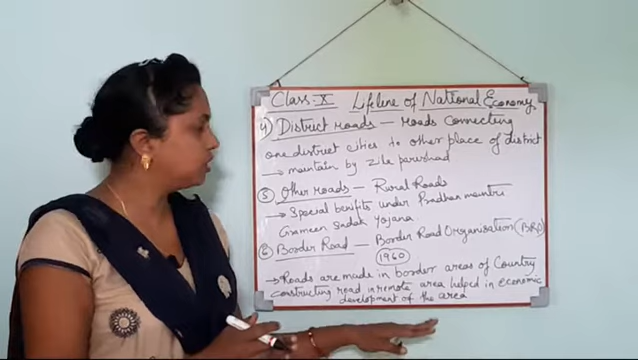 Class-X Lifeline of National Economy
4) District roads - roads connecting
one district cities to other place of district
→ maintain by zila parishad
5 Other roads - Rural Roads
→ Special benifits under Pradhan mantri
Grameen Sadak Yojana
6 Border Road - Border Road Organisation (BRO)
1960
→ Roads are made in border areas of Country
constructing road in remote area helped in economic
development of the area